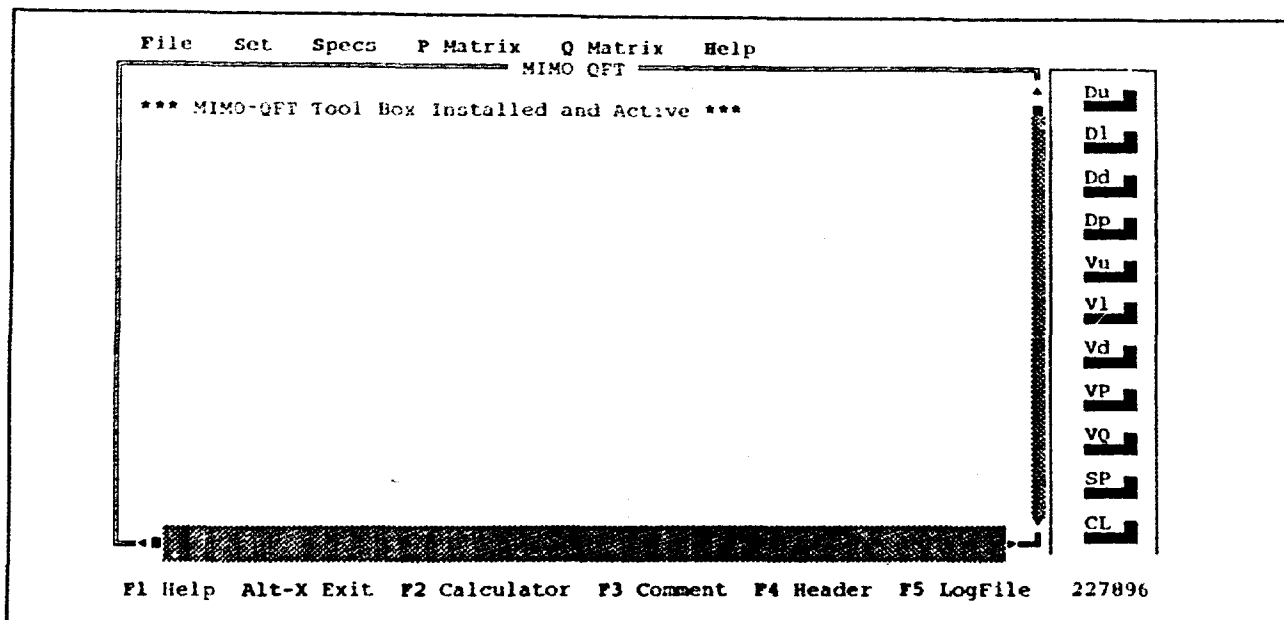 File Set Specs P Matrix Q Matrix Help
MIMO QFT
*** MIMO-QFT Tool Box Installed and Active ***
Du
Dl
Dd
Dp
Vu
Vl
Vd
VP
VQ
SP
CL
F1 Help Alt-X Exit F2 Calculator F3 Comment F4 Header F5 LogFile 227896